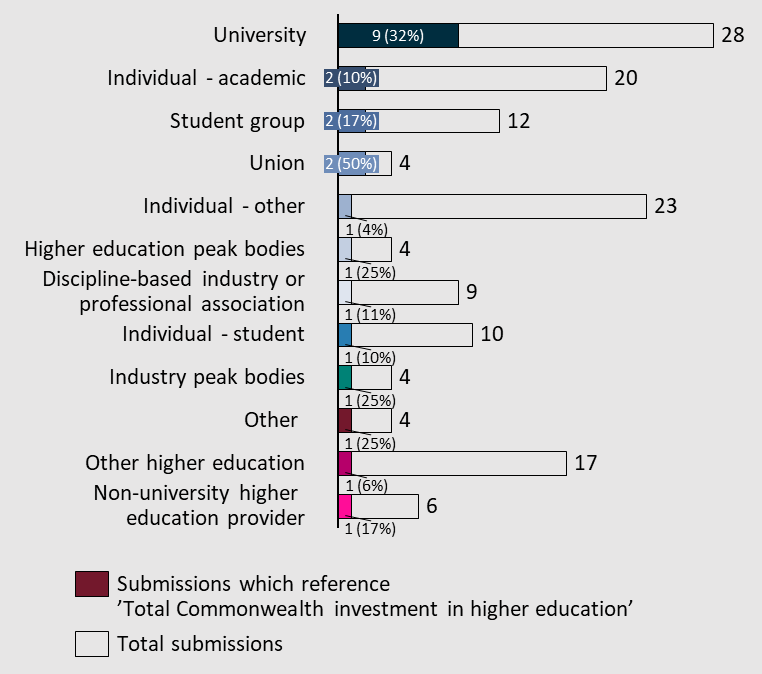 University 9 (32%) 28
Individual - academic 2 (10%) 20
Student group 2 (17%) 12
Union 2 (50%) 4
Individual - other 23
1 (4%)
Higher education peak bodies 4
1 (25%)
Discipline-based industry or
professional association 9
1 (11%)
Individual - student 10
1 (10%)
Industry peak bodies 4
1 (25%)
Other 4
1 (25%)
Other higher education 17
1 (6%)
Non-university higher
education provider 6
1 (17%)
Submissions which reference
’Total Commonwealth investment in higher education’
Total submissions